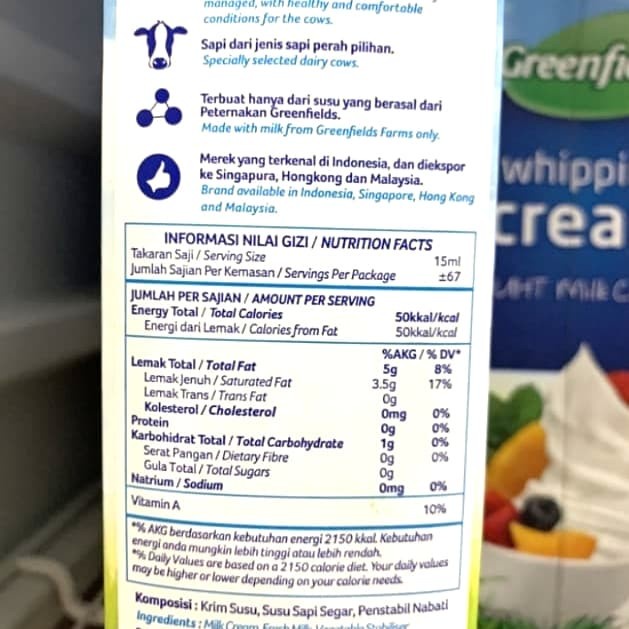 managed, with healthy and comfortable
conditions for the cows.
Sapi dari jenis sapi perah pilihan.
Specially selected dairy cows.
Terbuat hanya dari susu yang berasal dari
Peternakan Greenfields.
Made with milk from Greenfields Farms only.
Merek yang terkenal di Indonesia, dan diekspor
ke Singapura, Hongkong dan Malaysia.
Brand available in Indonesia, Singapore, Hong Kong
and Malaysia.
INFORMASI NILAI GIZI / NUTRITION FACTS
Takaran Saji / Serving Size 15ml
Jumlah Sajian Per Kemasan / Servings Per Package ±67
JUMLAH PER SAJIAN / AMOUNT PER SERVING
Energy Total / Total Calories 50kkal/kcal
Energi dari Lemak / Calories from Fat 50kkal/kcal
%AKG / % DV*
Lemak Total / Total Fat 5g 8%
Lemak Jenuh / Saturated Fat 3.5g 17%
Lemak Trans / Trans Fat 0g
Kolesterol / Cholesterol 0mg 0%
Protein 0g 0%
Karbohidrat Total / Total Carbohydrate 1g 0%
Serat Pangan / Dietary Fibre 0g 0%
Gula Total / Total Sugars 0g
Natrium / Sodium 0mg 0%
Vitamin A 10%
*% AKG berdasarkan kebutuhan energi 2150 kkal. Kebutuhan
energi anda mungkin lebih tinggi atau lebih rendah.
*% Daily Values are based on a 2150 calorie diet. Your daily values
may be higher or lower depending on your calorie needs.
Komposisi : Krim Susu, Susu Sapi Segar, Penstabil Nabati
Ingredients : Milk Cream, Fresh Milk, Vegetable Stabiliser
Greenfi
whippi
crea
MILK C